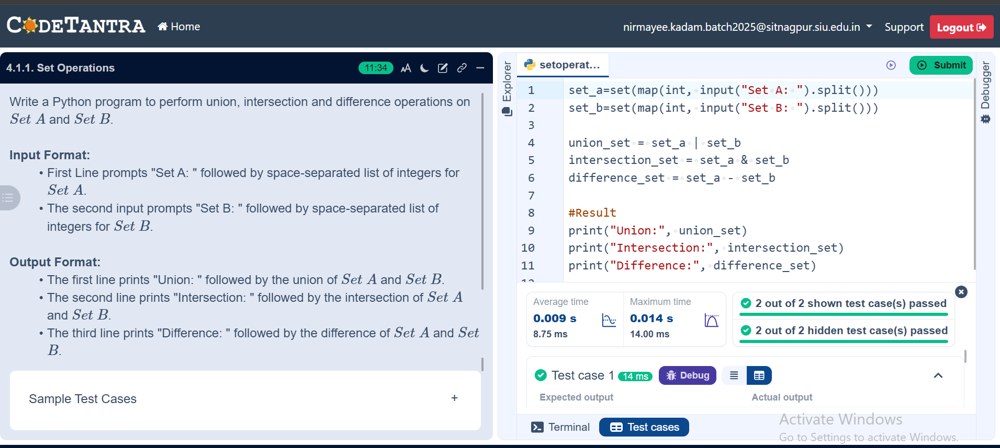 CODETANTRA Home nirmayee.kadam.batch2025@sitnagpur.siu.edu.in Support Logout
4.1.1. Set Operations 11:34 AA
Write a Python program to perform union, intersection and difference operations on
Set A and Set B.
Input Format:
• First Line prompts "Set A: " followed by space-separated list of integers for
Set A.
• The second input prompts "Set B: " followed by space-separated list of
integers for Set B.
Output Format:
• The first line prints "Union: " followed by the union of Set A and Set B.
• The second line prints "Intersection: " followed by the intersection of Set A
and Set B.
• The third line prints "Difference: " followed by the difference of Set A and Set
B.
Sample Test Cases +
Explorer
setoperat...
Submit
Debugger
1 set_a=set(map(int, input("Set A: ").split()))
2 set_b=set(map(int, input("Set B: ").split()))
3
4 union_set = set_a | set_b
5 intersection_set = set_a & set_b
6 difference_set = set_a - set_b
7
8 #Result
9 print("Union:", union_set)
10 print("Intersection:", intersection_set)
11 print("Difference:", difference_set)
Average time
0.009 s
8.75 ms
Maximum time
0.014 s
14.00 ms
2 out of 2 shown test case(s) passed
2 out of 2 hidden test case(s) passed
Test case 1 14 ms Debug
Expected output Actual output
Terminal Test cases
Activate Windows
Go to Settings to activate Windows.